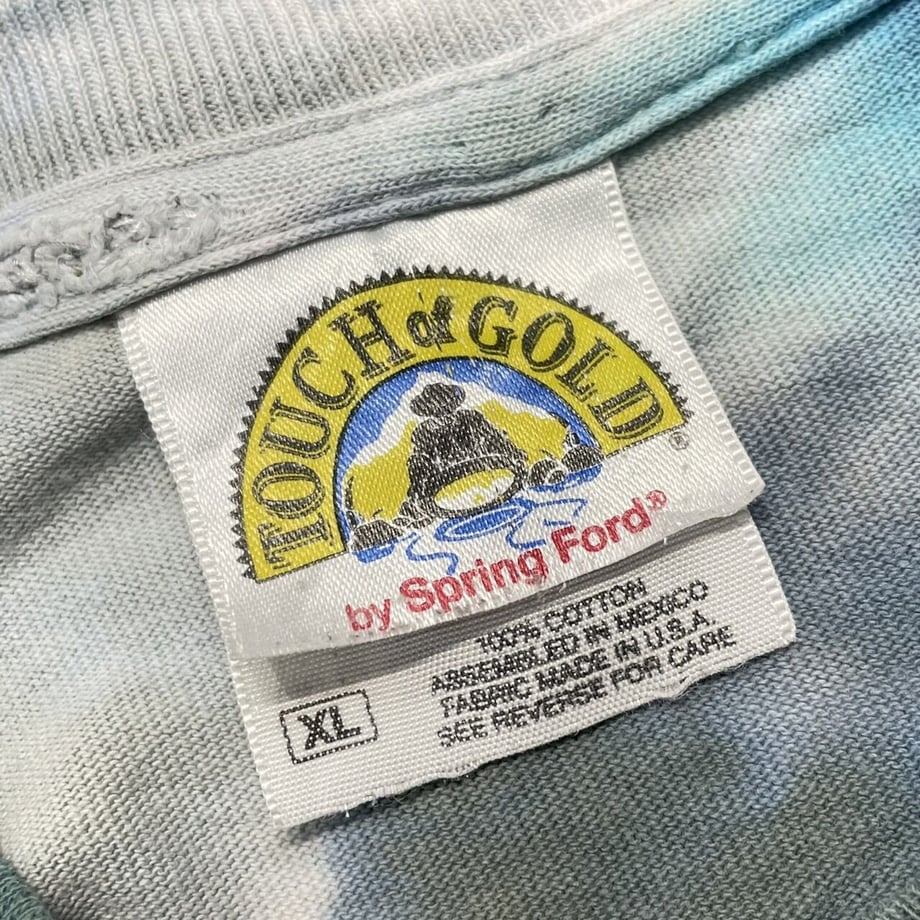 TOUCH of GOLD®
by Spring Ford®
100% COTTON
ASSEMBLED IN MEXICO
FABRIC MADE IN U.S.A.
SEE REVERSE FOR CARE
XL